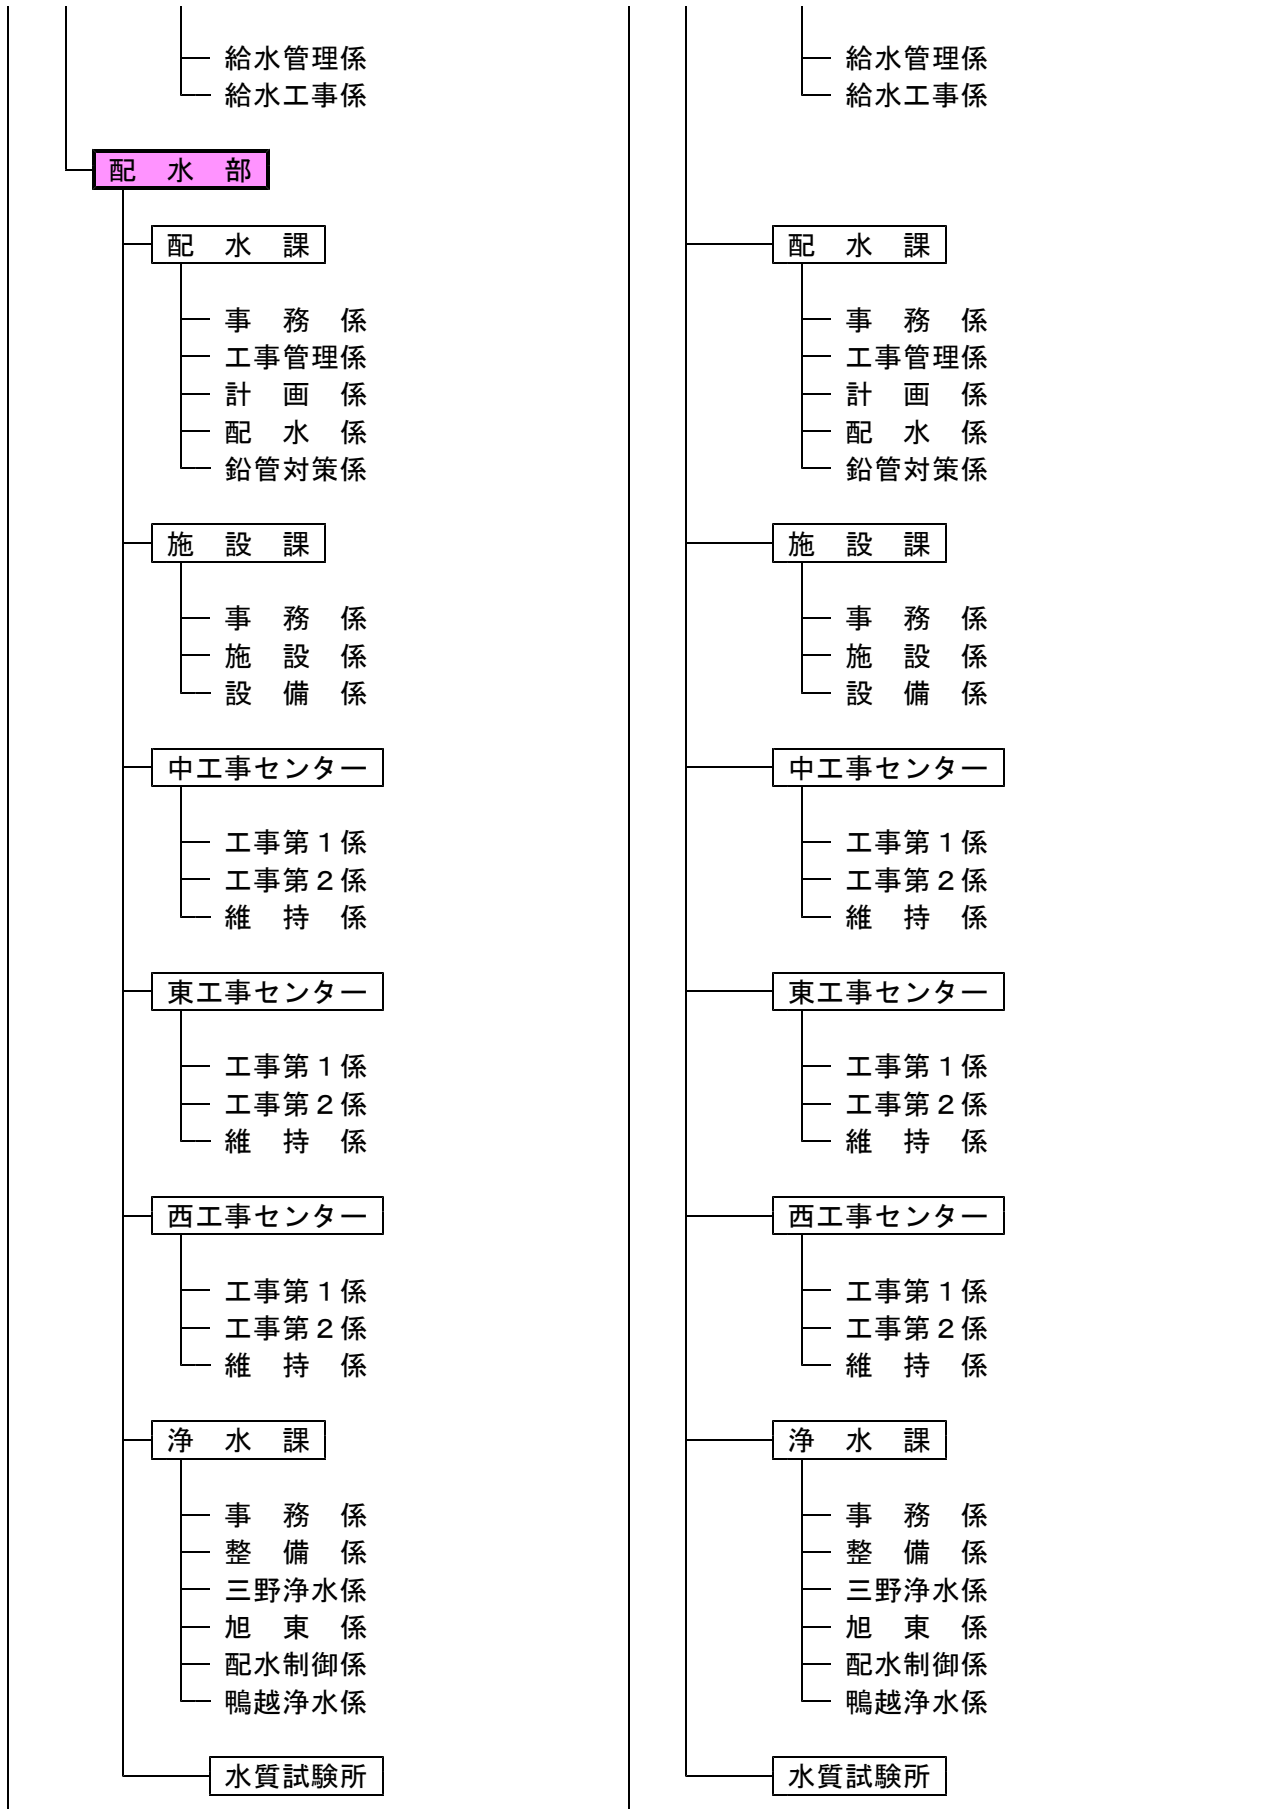 給水管理係
給水工事係
配　水　部
配　水　課
事　務　係
工事管理係
計　画　係
配　水　係
鉛管対策係
施　設　課
事　務　係
施　設　係
設　備　係
中工事センター
工事第１係
工事第２係
維　持　係
東工事センター
工事第１係
工事第２係
維　持　係
西工事センター
工事第１係
工事第２係
維　持　係
浄　水　課
事　務　係
整　備　係
三野浄水係
旭　東　係
配水制御係
鴨越浄水係
水質試験所
給水管理係
給水工事係
配　水　課
事　務　係
工事管理係
計　画　係
配　水　係
鉛管対策係
施　設　課
事　務　係
施　設　係
設　備　係
中工事センター
工事第１係
工事第２係
維　持　係
東工事センター
工事第１係
工事第２係
維　持　係
西工事センター
工事第１係
工事第２係
維　持　係
浄　水　課
事　務　係
整　備　係
三野浄水係
旭　東　係
配水制御係
鴨越浄水係
水質試験所